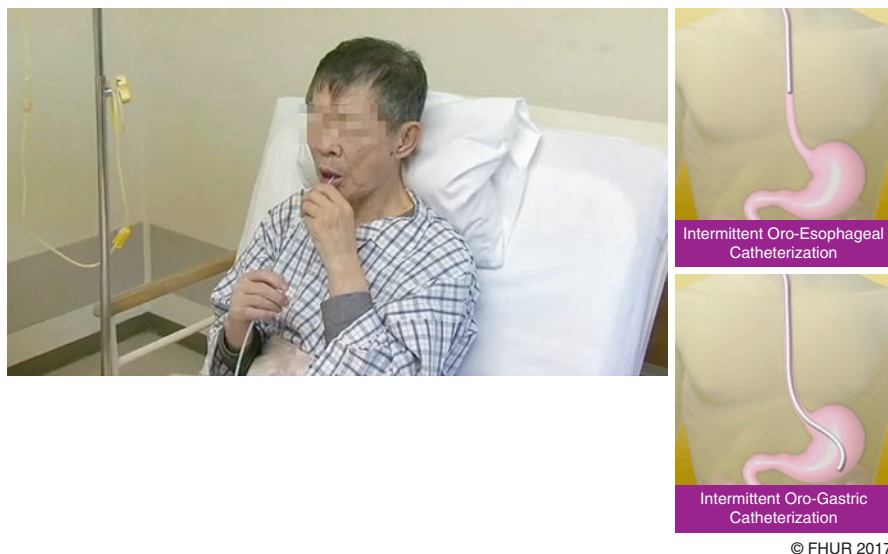 Intermittent Oro-Esophageal
Catheterization
Intermittent Oro-Gastric
Catheterization
© FHUR 2017